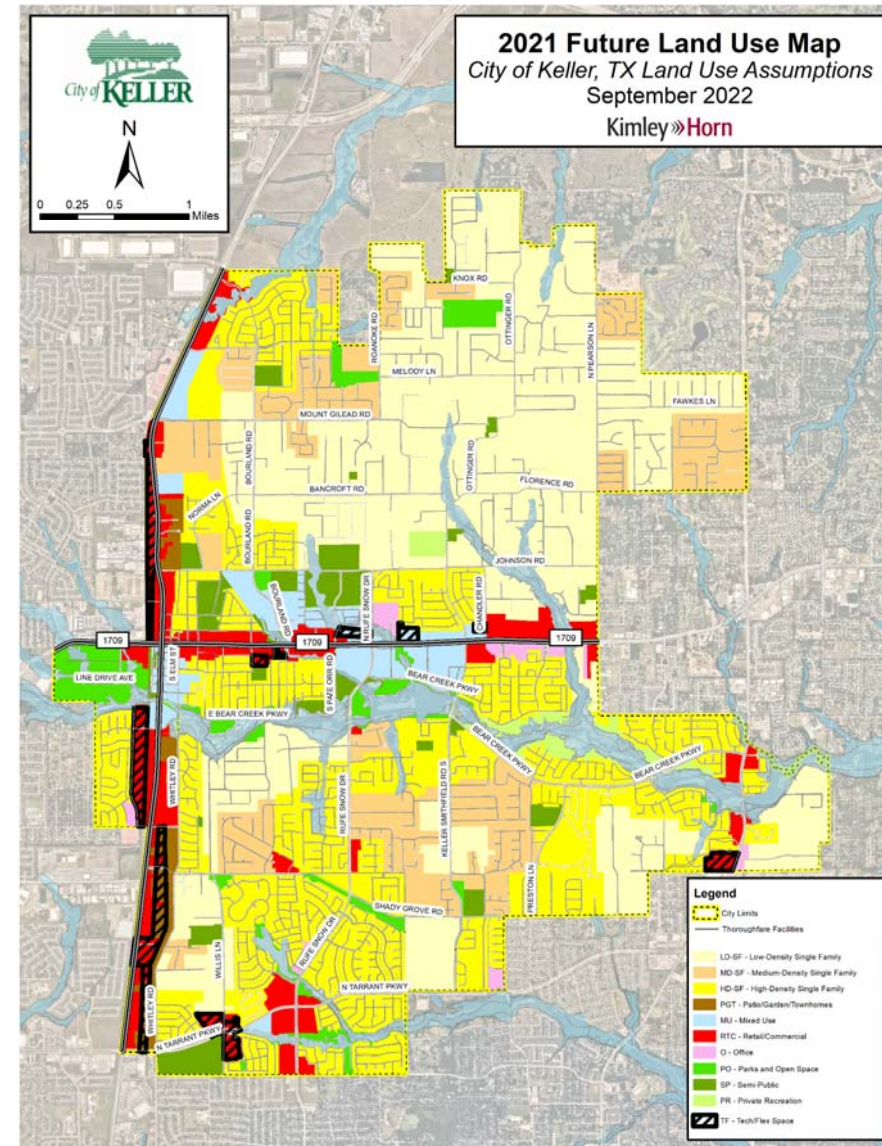 City of KELLER
N
0 0.25 0.5 1
Miles
2021 Future Land Use Map
City of Keller, TX Land Use Assumptions
September 2022
Kimley»Horn
KNOX RD
ROANOKE RD
OTTINGER RD
N PEARSON LN
MELODY LN
FAWKES LN
MOUNT GILEAD RD
BOURLAND RD
OTTINGER RD
FLORENCE RD
BANCROFT RD
NORMA LN
BOURLAND RD
JOHNSON RD
BOURLAND RD
N RUFE SNOW DR
CHANDLER RD
1709
1709
1709
S ELM ST
S PATE ORR RD
LINE DRIVE AVE
BEAR CREEK PKWY
E BEAR CREEK PKWY
BEAR CREEK PKWY
BEAR CREEK PKWY
WHITLEY RD
RUFE SNOW DR
KELLER SMITHFIELD RD S
PRESTON LN
SHADY GROVE RD
RUFE SNOW DR
WILLIS LN
N TARRANT PKWY
WHITLEY RD
N TARRANT PKWY
Legend
City Limits
Thoroughfare Facilities
LD-SF - Low-Density Single Family
MD-SF - Medium-Density Single Family
HD-SF - High-Density Single Family
PGT - Patio/Garden/Townhomes
MU - Mixed Use
RTC - Retail/Commercial
O - Office
PO - Parks and Open Space
SP - Semi-Public
PR - Private Recreation
TF - Tech/Flex Space